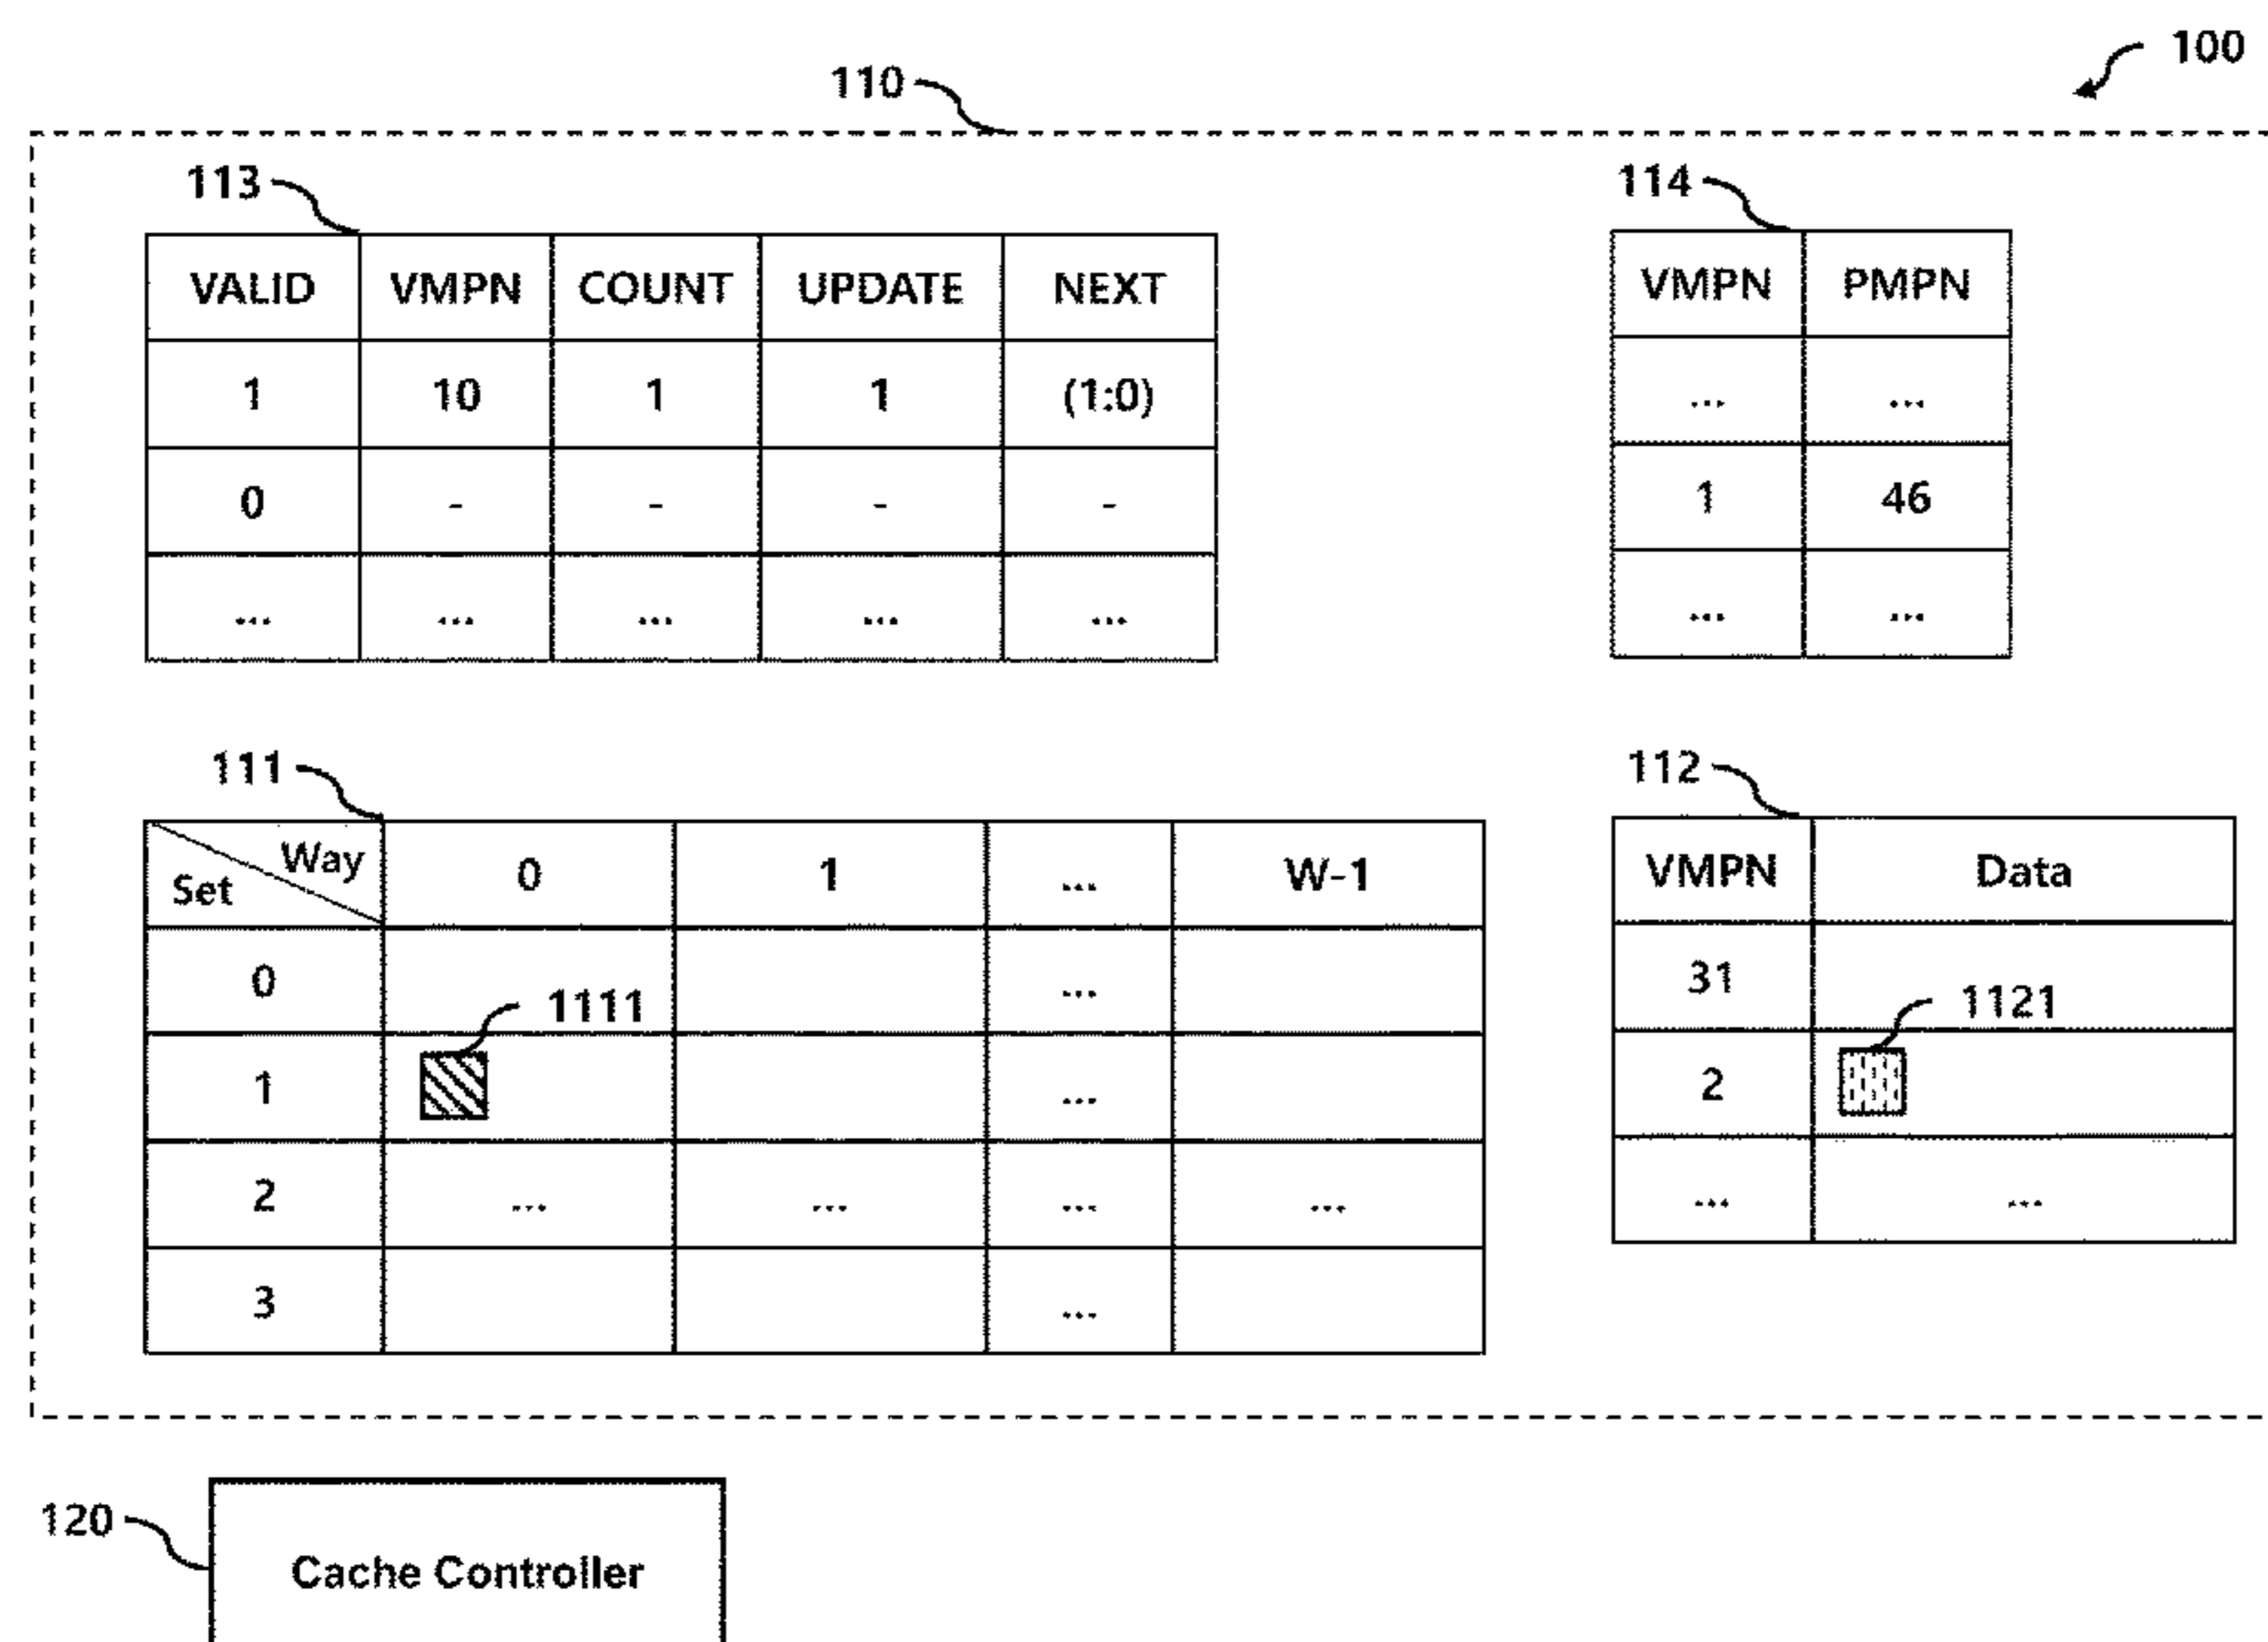 100
110
113
114
VALID VMPN COUNT UPDATE NEXT
1 10 1 1 (1:0)
0 - - - -
... ... ... ... ...
VMPN PMPN
... ...
1 46
... ...
111
112
Set Way 0 1 ... W-1
0 ...
1111
1 ...
2 ... ... ... ...
3 ...
VMPN Data
31
1121
2
... ...
120
Cache Controller